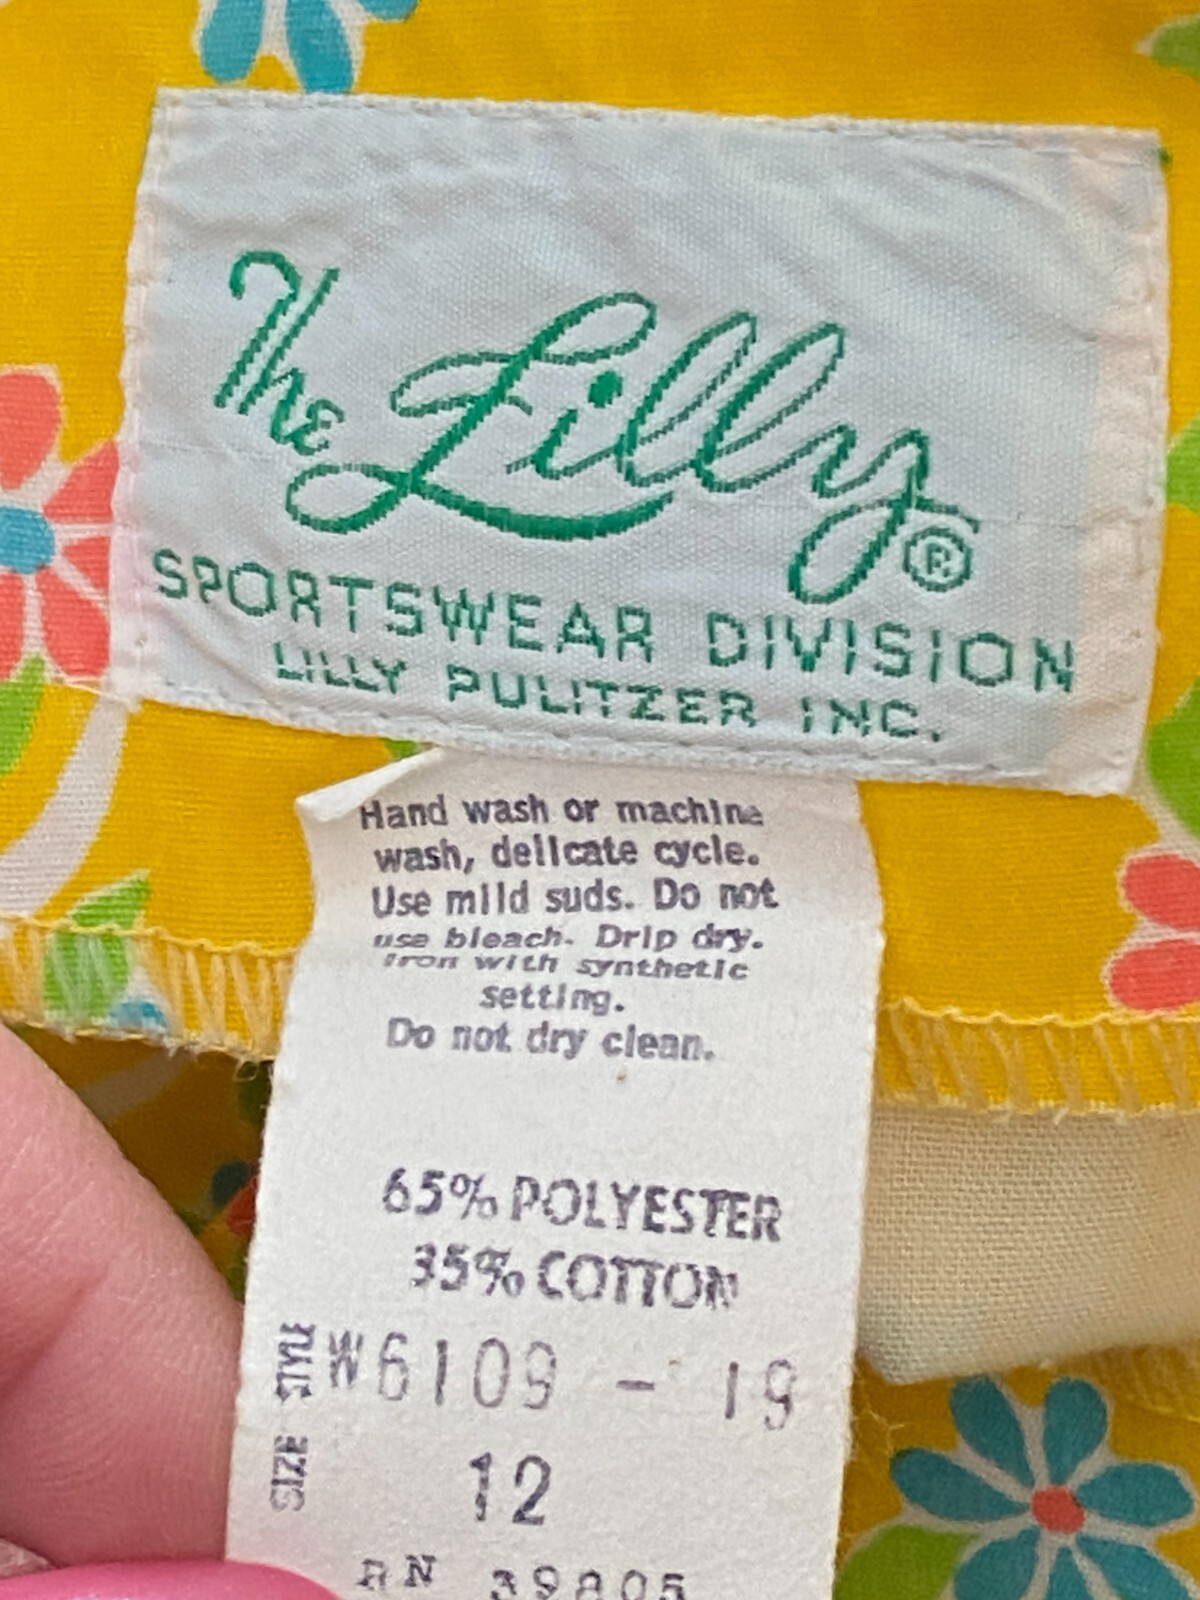 The Lilly®
SPORTSWEAR DIVISION
LILLY PULITZER INC.
Hand wash or machine
wash, delicate cycle.
Use mild suds. Do not
use bleach. Drip dry.
Iron with synthetic
setting.
Do not dry clean.
65% POLYESTER
35% COTTON
STYLE W6109 - 19
SIZE 12
RN 39805